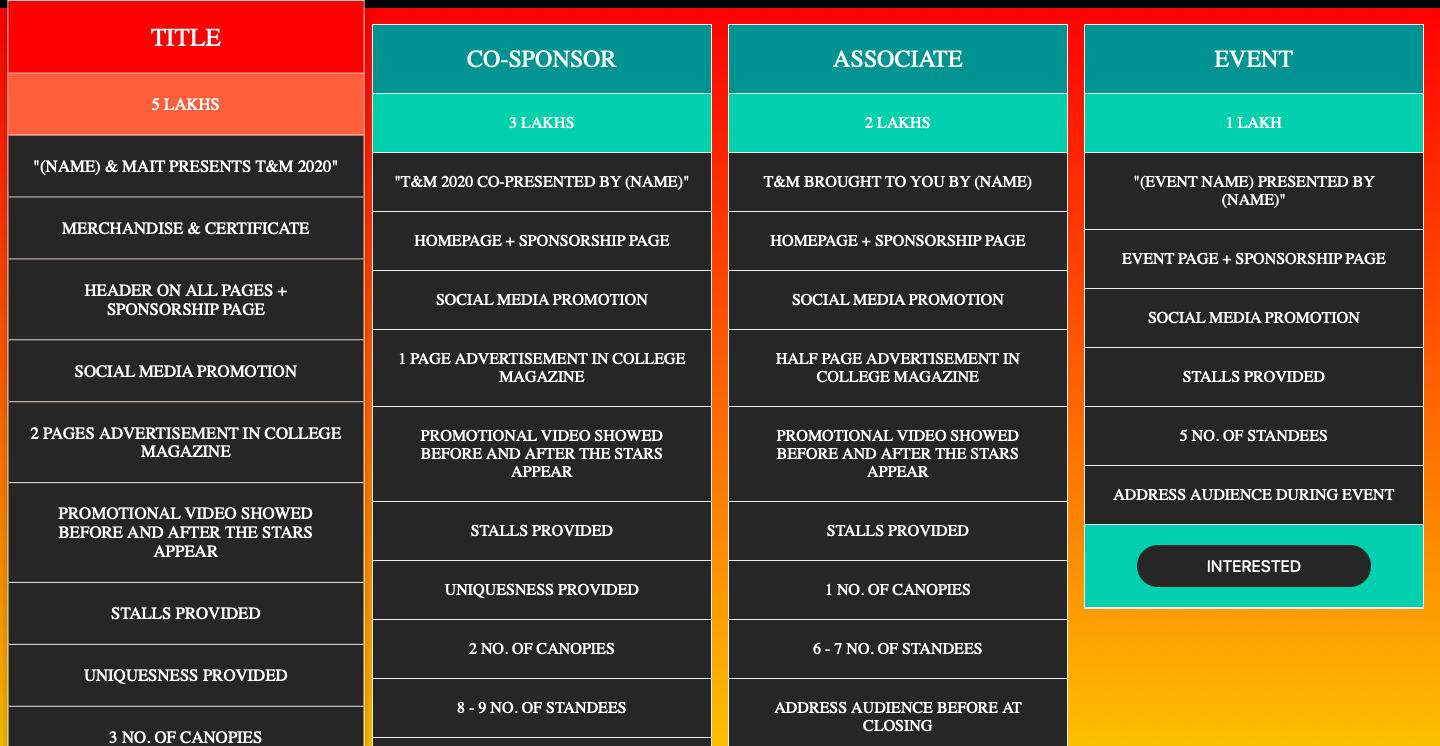 TITLE
5 LAKHS
"(NAME) & MAIT PRESENTS T&M 2020"
MERCHANDISE & CERTIFICATE
HEADER ON ALL PAGES +
SPONSORSHIP PAGE
SOCIAL MEDIA PROMOTION
2 PAGES ADVERTISEMENT IN COLLEGE
MAGAZINE
PROMOTIONAL VIDEO SHOWED
BEFORE AND AFTER THE STARS
APPEAR
STALLS PROVIDED
UNIQUESNESS PROVIDED
3 NO. OF CANOPIES
CO-SPONSOR
3 LAKHS
"T&M 2020 CO-PRESENTED BY (NAME)"
HOMEPAGE + SPONSORSHIP PAGE
SOCIAL MEDIA PROMOTION
1 PAGE ADVERTISEMENT IN COLLEGE
MAGAZINE
PROMOTIONAL VIDEO SHOWED
BEFORE AND AFTER THE STARS
APPEAR
STALLS PROVIDED
UNIQUESNESS PROVIDED
2 NO. OF CANOPIES
8 - 9 NO. OF STANDEES
ASSOCIATE
2 LAKHS
T&M BROUGHT TO YOU BY (NAME)
HOMEPAGE + SPONSORSHIP PAGE
SOCIAL MEDIA PROMOTION
HALF PAGE ADVERTISEMENT IN
COLLEGE MAGAZINE
PROMOTIONAL VIDEO SHOWED
BEFORE AND AFTER THE STARS
APPEAR
STALLS PROVIDED
1 NO. OF CANOPIES
6 - 7 NO. OF STANDEES
ADDRESS AUDIENCE BEFORE AT
CLOSING
EVENT
1 LAKH
"(EVENT NAME) PRESENTED BY
(NAME)"
EVENT PAGE + SPONSORSHIP PAGE
SOCIAL MEDIA PROMOTION
STALLS PROVIDED
5 NO. OF STANDEES
ADDRESS AUDIENCE DURING EVENT
INTERESTED